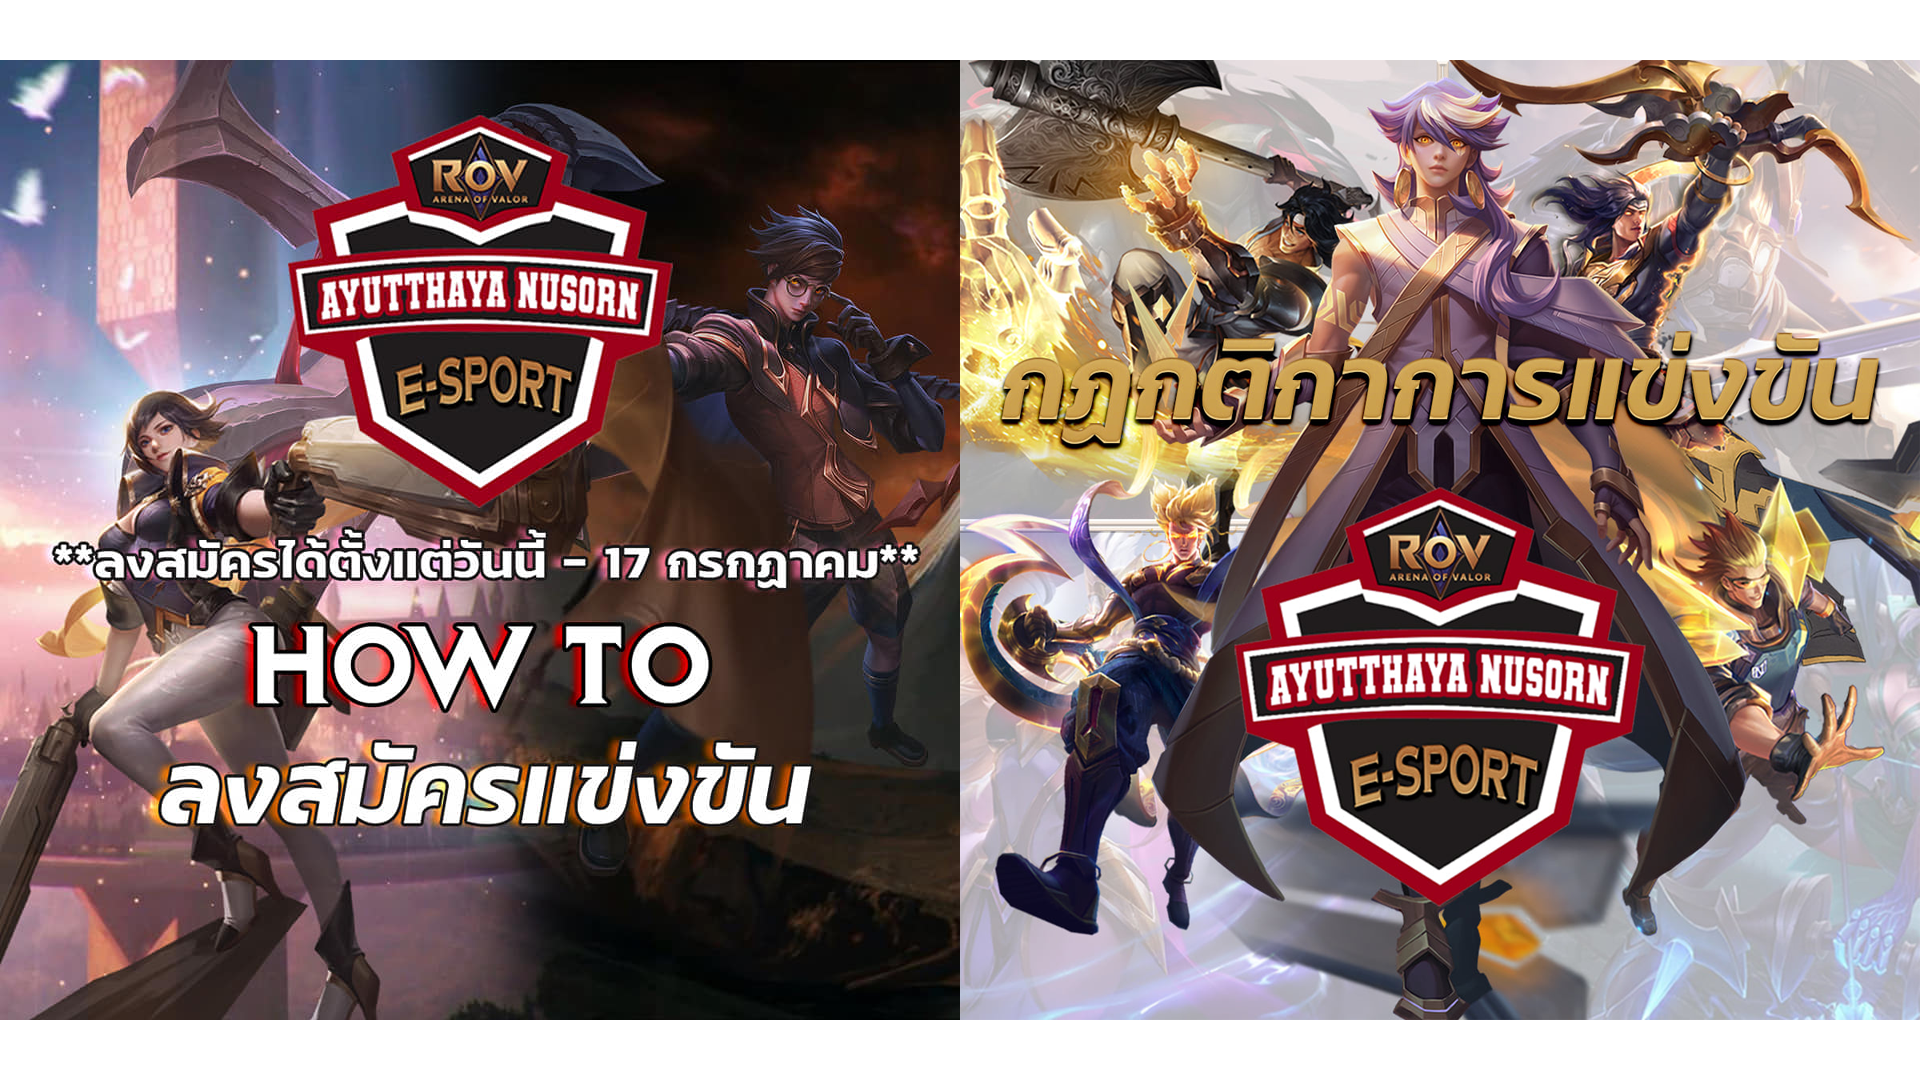 ROV
ARENA OF VALOR
AYUTTHAYA NUSORN
E-SPORT
**ลงสมัครได้ตั้งแต่วันนี้ - 17 กรกฎาคม**
HOW TO
ลงสมัครแข่งขัน
กฎกติกาการแข่งขัน
ROV
ARENA OF VALOR
AYUTTHAYA NUSORN
E-SPORT